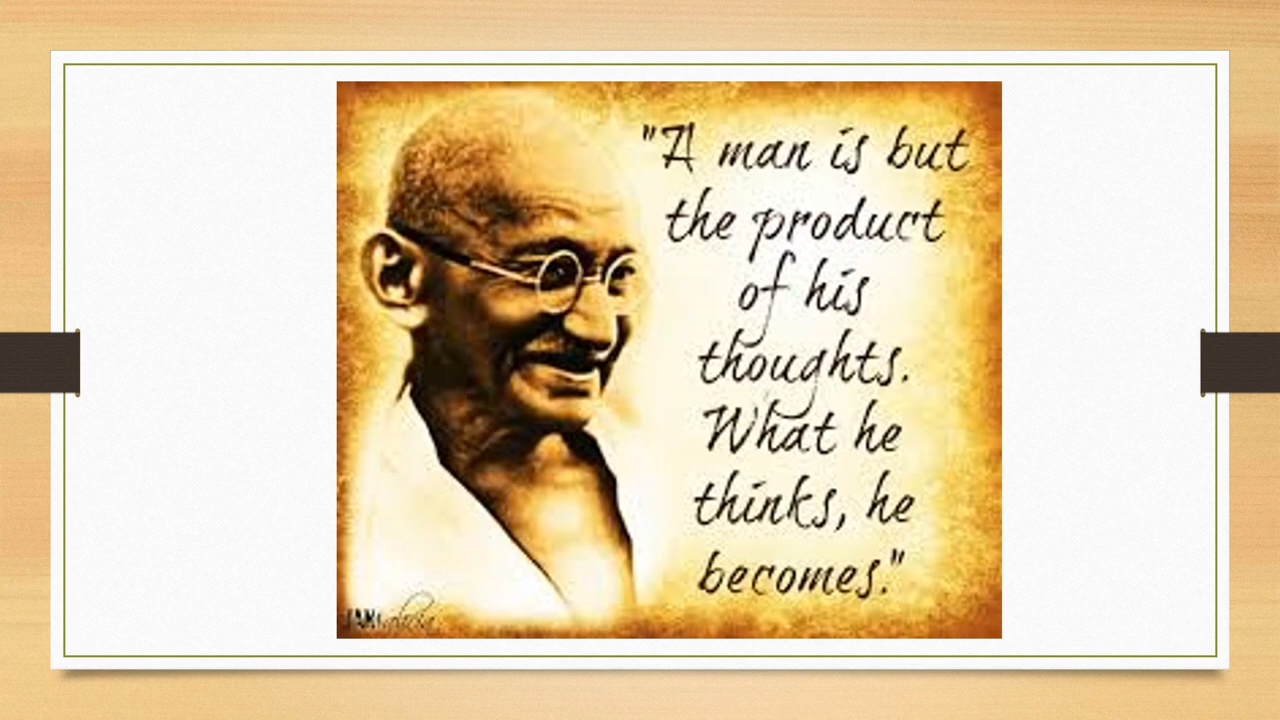 "A man is but
the product
of his
thoughts.
What he
thinks, he
becomes."